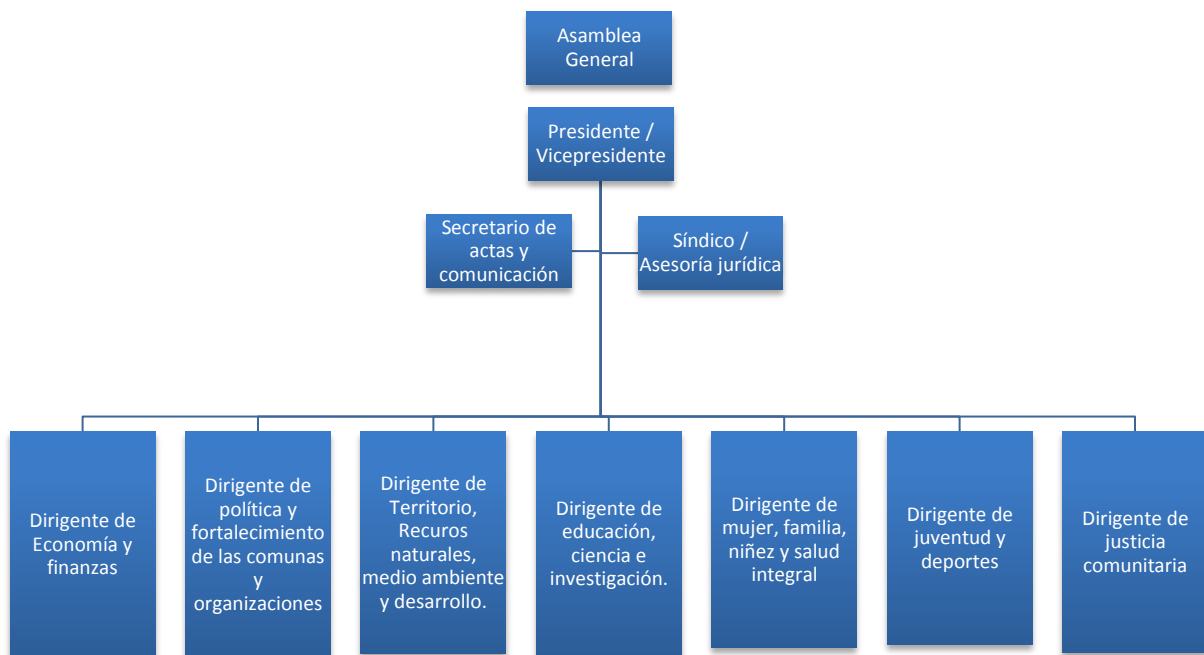 Asamblea
General
Presidente /
Vicepresidente
Secretario de
actas y
comunicación
Síndico /
Asesoría jurídica
Dirigente de
Economía y
finanzas
Dirigente de
política y
fortalecimiento
de las comunas
y
organizaciones
Dirigente de
Territorio,
Recuros
naturales,
medio ambiente
y desarrollo.
Dirigente de
educación,
ciencia e
investigación.
Dirigente de
mujer, familia,
niñez y salud
integral
Dirigente de
juventud y
deportes
Dirigente de
justicia
comunitaria